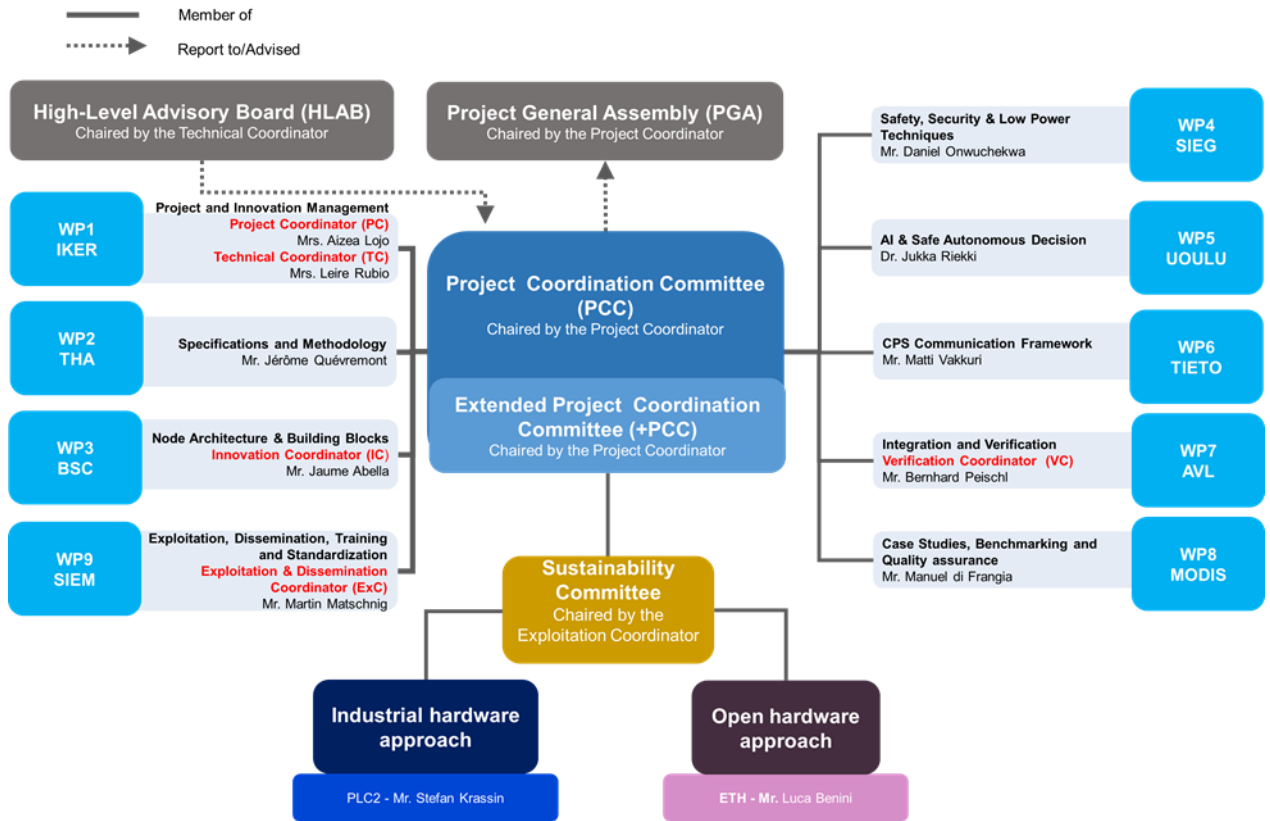 Member of
Report to/Advised
High-Level Advisory Board (HLAB)
Chaired by the Technical Coordinator
Project General Assembly (PGA)
Chaired by the Project Coordinator
WP1
IKER
Project and Innovation Management
Project Coordinator (PC)
Mrs. Aizea Lojo
Technical Coordinator (TC)
Mrs. Leire Rubio
WP2
THA
Specifications and Methodology
Mr. Jérôme Quévremont
WP3
BSC
Node Architecture & Building Blocks
Innovation Coordinator (IC)
Mr. Jaume Abella
WP9
SIEM
Exploitation, Dissemination, Training
and Standardization
Exploitation & Dissemination
Coordinator (ExC)
Mr. Martin Matschnig
Project Coordination Committee
(PCC)
Chaired by the Project Coordinator
Extended Project Coordination
Committee (+PCC)
Chaired by the Project Coordinator
Safety, Security & Low Power
Techniques
Mr. Daniel Onwuchekwa
WP4
SIEG
AI & Safe Autonomous Decision
Dr. Jukka Riekki
WP5
UOULU
CPS Communication Framework
Mr. Matti Vakkuri
WP6
TIETO
Integration and Verification
Verification Coordinator (VC)
Mr. Bernhard Peischl
WP7
AVL
Case Studies, Benchmarking and
Quality assurance
Mr. Manuel di Frangia
WP8
MODIS
Sustainability
Committee
Chaired by the
Exploitation Coordinator
Industrial hardware
approach
PLC2 - Mr. Stefan Krassin
Open hardware
approach
ETH - Mr. Luca Benini